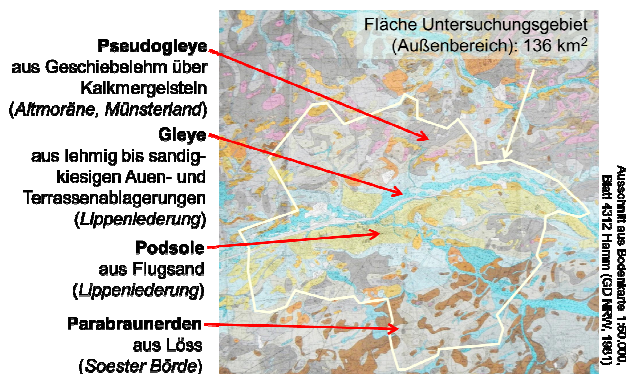 Fläche Untersuchungsgebiet
(Außenbereich): 136 km²
Pseudogleye
aus Geschiebelehm über
Kalkmergelstein
(Altmoräne, Münsterland)
Gleye
aus lehmig bis sandig-
kiesigen Auen- und
Terrassenablagerungen
(Lippeniederung)
Podsole
aus Flugsand
(Lippeniederung)
Parabraunerden
aus Löss
(Soester Börde)
Ausschnitt aus Bodenkarte 1:50.000,
Blatt 4312 Hamm (GD NRW, 1981)